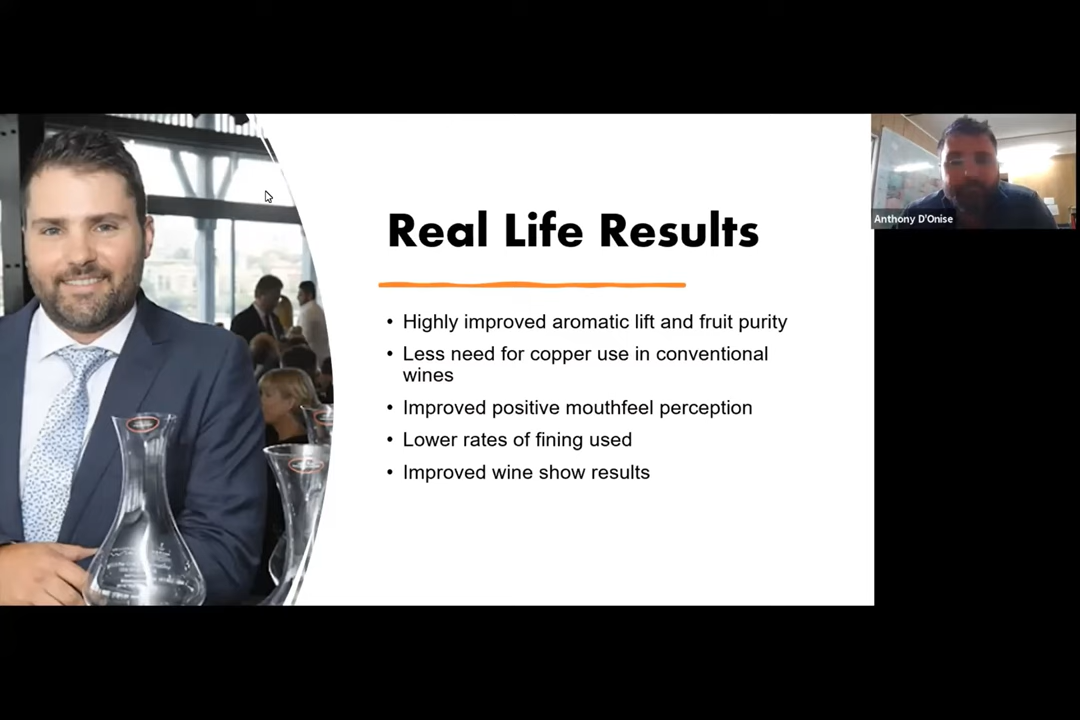 Real Life Results
• Highly improved aromatic lift and fruit purity
• Less need for copper use in conventional
wines
• Improved positive mouthfeel perception
• Lower rates of fining used
• Improved wine show results
Anthony D'Onise